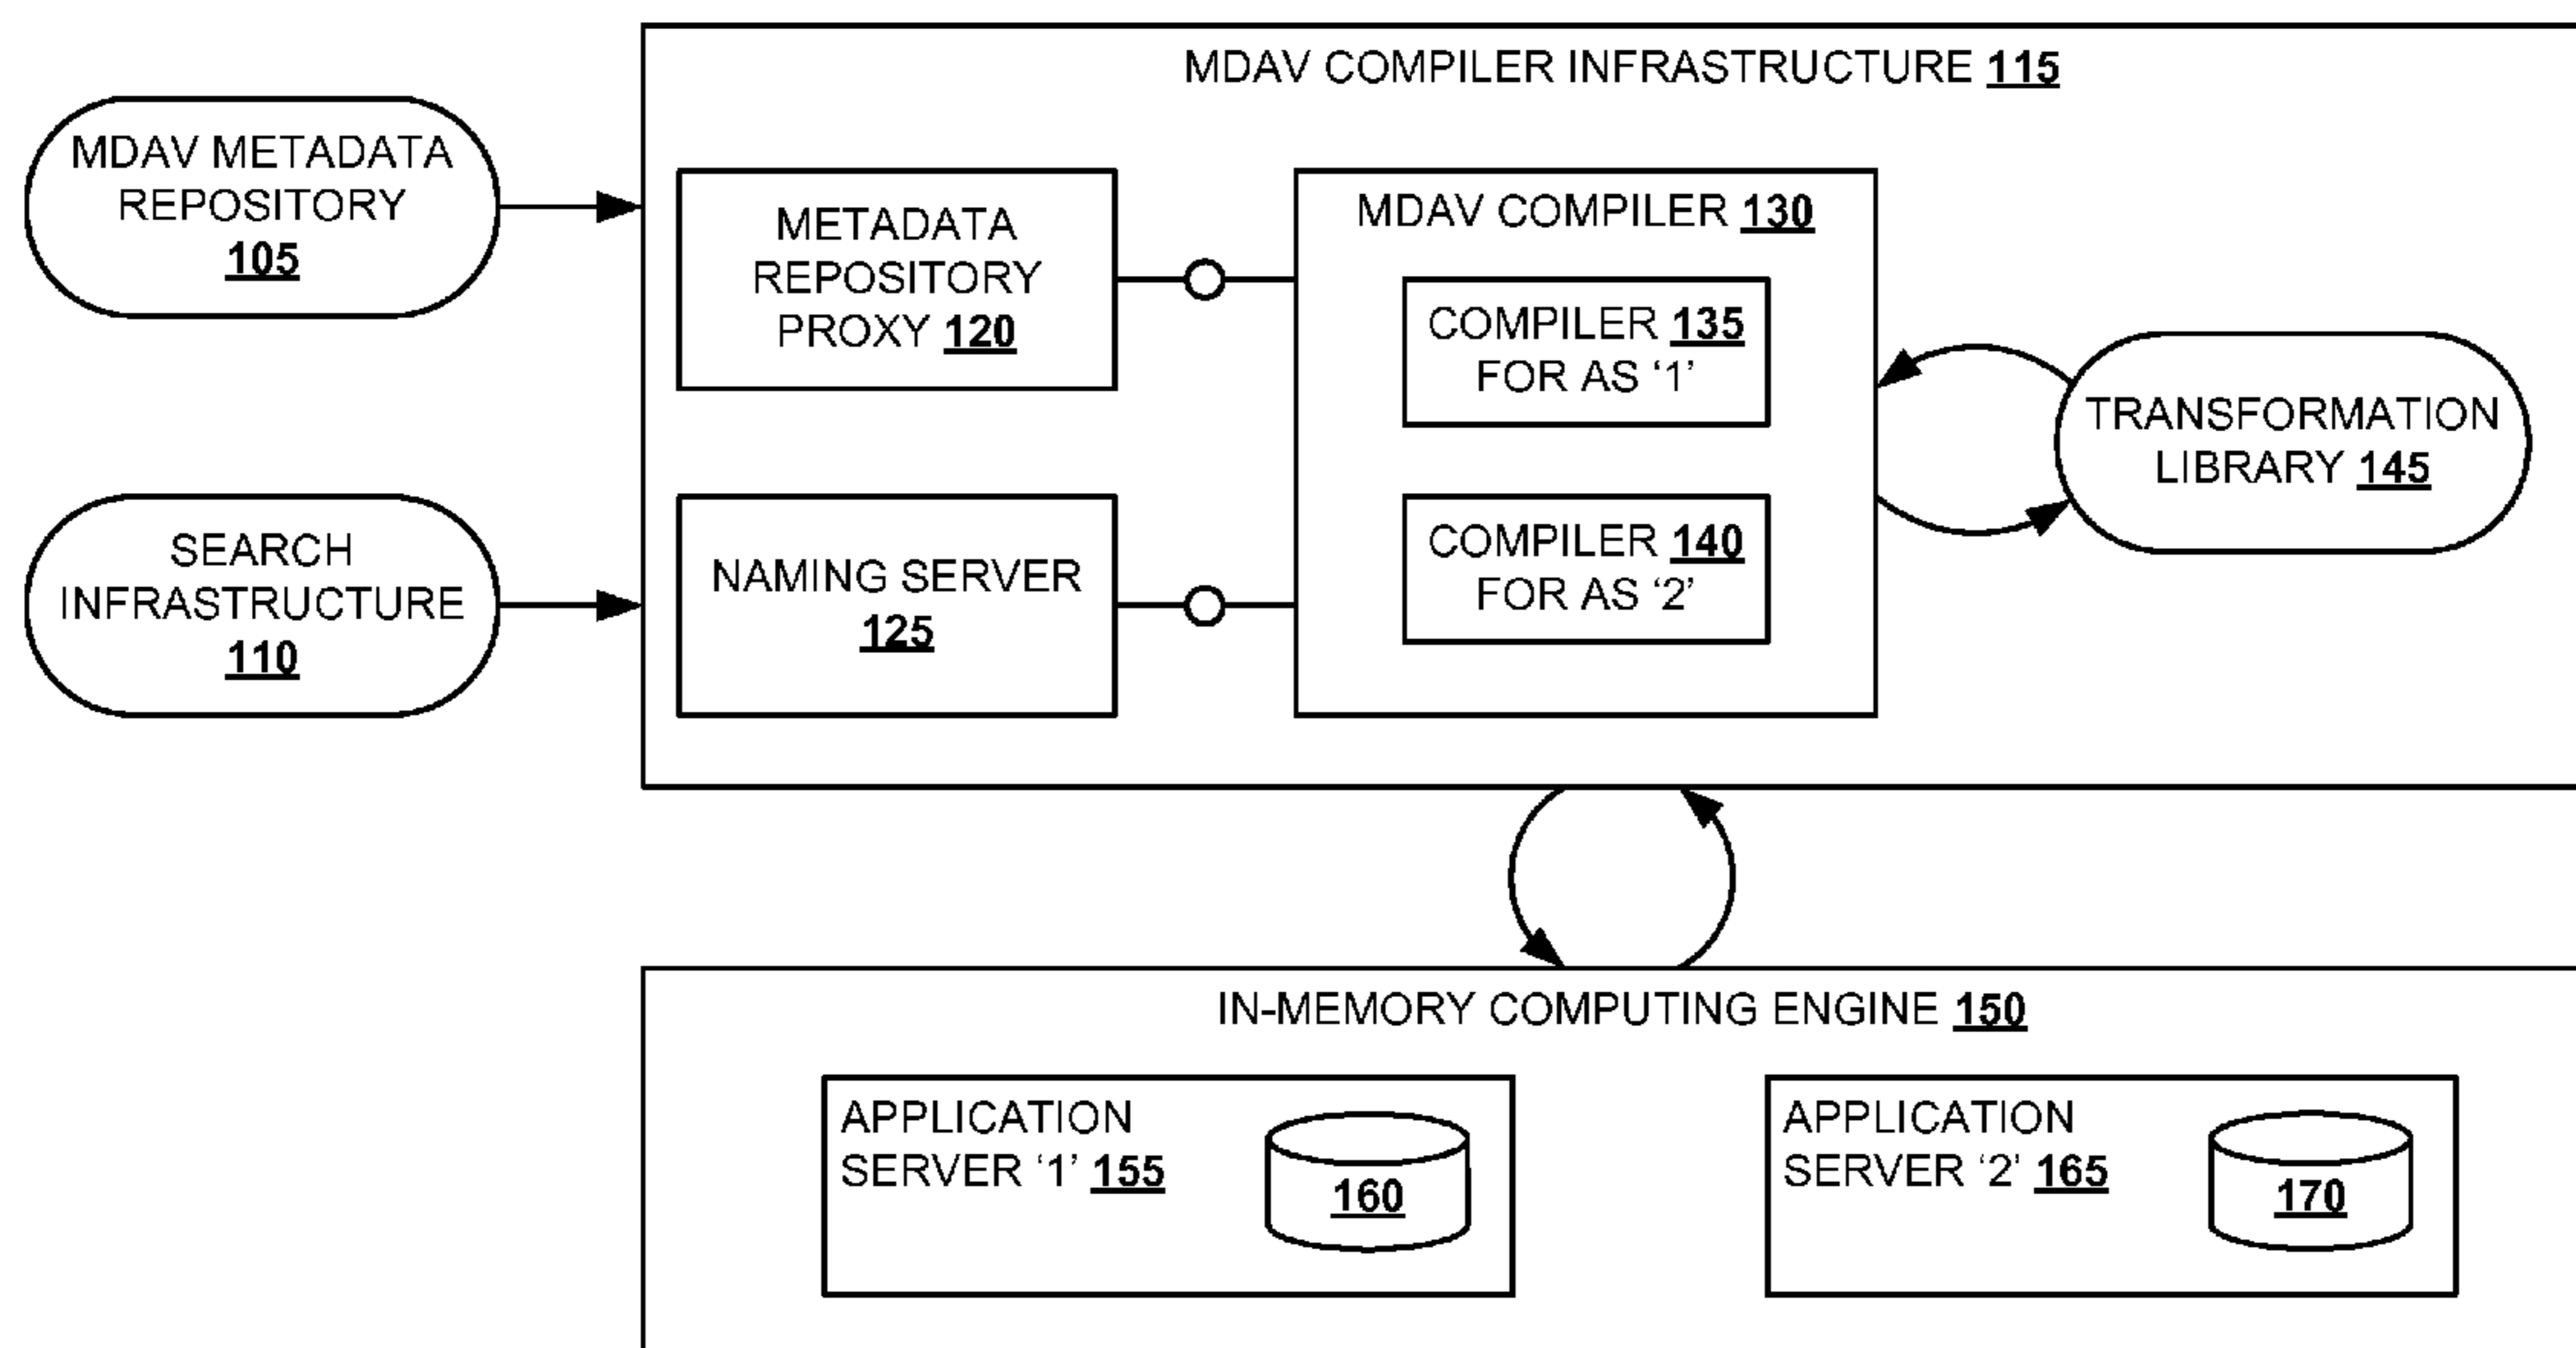 MDAV COMPILER INFRASTRUCTURE 115
MDAV METADATA
REPOSITORY
105
METADATA
REPOSITORY
PROXY 120
MDAV COMPILER 130
COMPILER 135
FOR AS ‘1’
TRANSFORMATION
LIBRARY 145
SEARCH
INFRASTRUCTURE
110
NAMING SERVER
125
COMPILER 140
FOR AS ‘2’
IN-MEMORY COMPUTING ENGINE 150
APPLICATION
SERVER ‘1’ 155
160
APPLICATION
SERVER ‘2’ 165
170